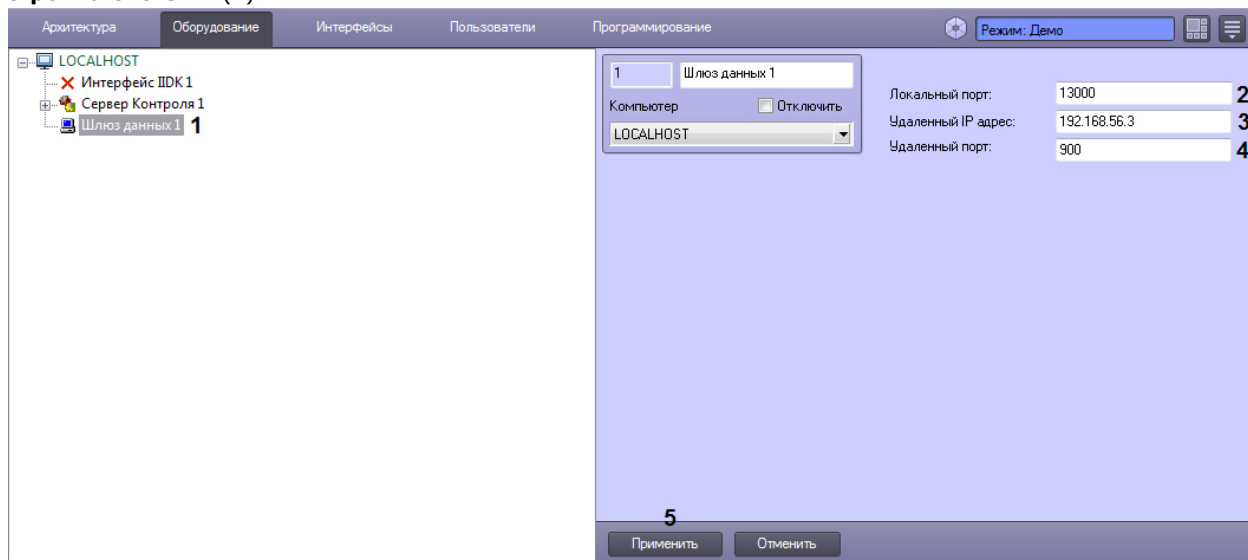 Архитектура Оборудование Интерфейсы Пользователи Программирование Режим: Демо
LOCALHOST
Интерфейс IIDK 1
Сервер Контроля 1
Шлюз данных 1 1
1 Шлюз данных 1
Компьютер Отключить
LOCALHOST
Локальный порт: 13000 2
Удаленный IP адрес: 192.168.56.3 3
Удаленный порт: 900 4
5
Применить Отменить